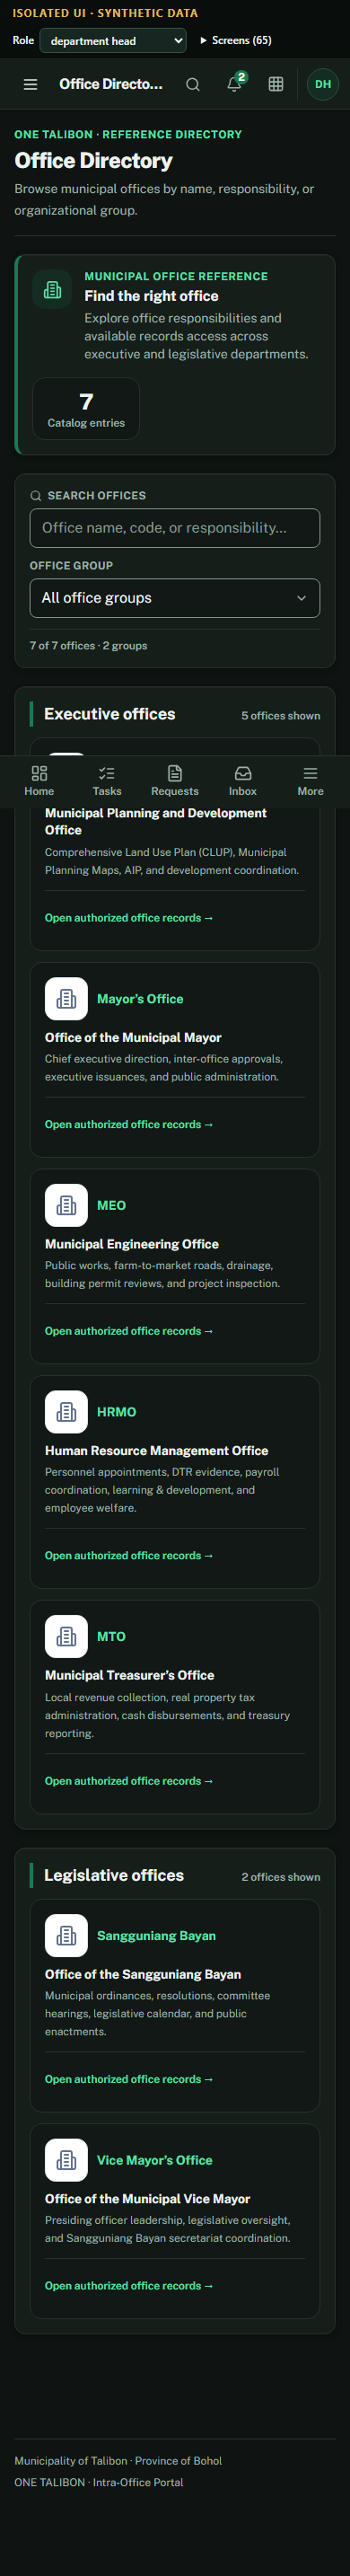 ISOLATED UI · SYNTHETIC DATA
Role department head ▶ Screens (65)
Office Directo... 2 DH
ONE TALIBON · REFERENCE DIRECTORY
Office Directory
Browse municipal offices by name, responsibility, or
organizational group.
MUNICIPAL OFFICE REFERENCE
Find the right office
Explore office responsibilities and
available records access across
executive and legislative departments.
7
Catalog entries
SEARCH OFFICES
Office name, code, or responsibility...
OFFICE GROUP
All office groups
7 of 7 offices · 2 groups
Executive offices 5 offices shown
Home Tasks Requests Inbox More
Municipal Planning and Development
Office
Comprehensive Land Use Plan (CLUP), Municipal
Planning Maps, AIP, and development coordination.
Open authorized office records →
Mayor's Office
Office of the Municipal Mayor
Chief executive direction, inter-office approvals,
executive issuances, and public administration.
Open authorized office records →
MEO
Municipal Engineering Office
Public works, farm-to-market roads, drainage,
building permit reviews, and project inspection.
Open authorized office records →
HRMO
Human Resource Management Office
Personnel appointments, DTR evidence, payroll
coordination, learning & development, and
employee welfare.
Open authorized office records →
MTO
Municipal Treasurer's Office
Local revenue collection, real property tax
administration, cash disbursements, and treasury
reporting.
Open authorized office records →
Legislative offices 2 offices shown
Sangguniang Bayan
Office of the Sangguniang Bayan
Municipal ordinances, resolutions, committee
hearings, legislative calendar, and public
enactments.
Open authorized office records →
Vice Mayor's Office
Office of the Municipal Vice Mayor
Presiding officer leadership, legislative oversight,
and Sangguniang Bayan secretariat coordination.
Open authorized office records →
Municipality of Talibon · Province of Bohol
ONE TALIBON · Intra-Office Portal